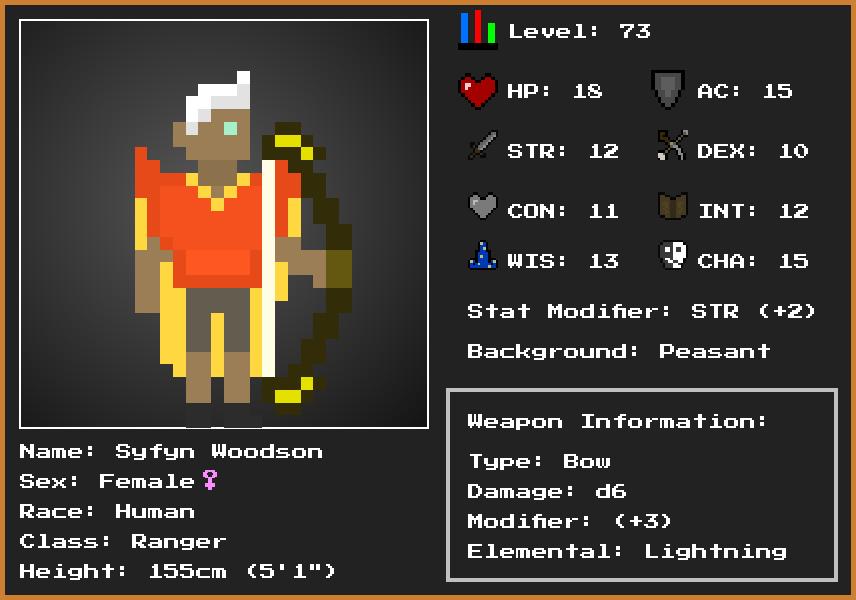 Level: 73
HP: 18 AC: 15
STR: 12 DEX: 10
CON: 11 INT: 12
WIS: 13 CHA: 15
Stat Modifier: STR (+2)
Background: Peasant
Weapon Information:
Type: Bow
Damage: d6
Modifier: (+3)
Elemental: Lightning
Name: Syfyn Woodson
Sex: Female♀
Race: Human
Class: Ranger
Height: 155cm (5'1")